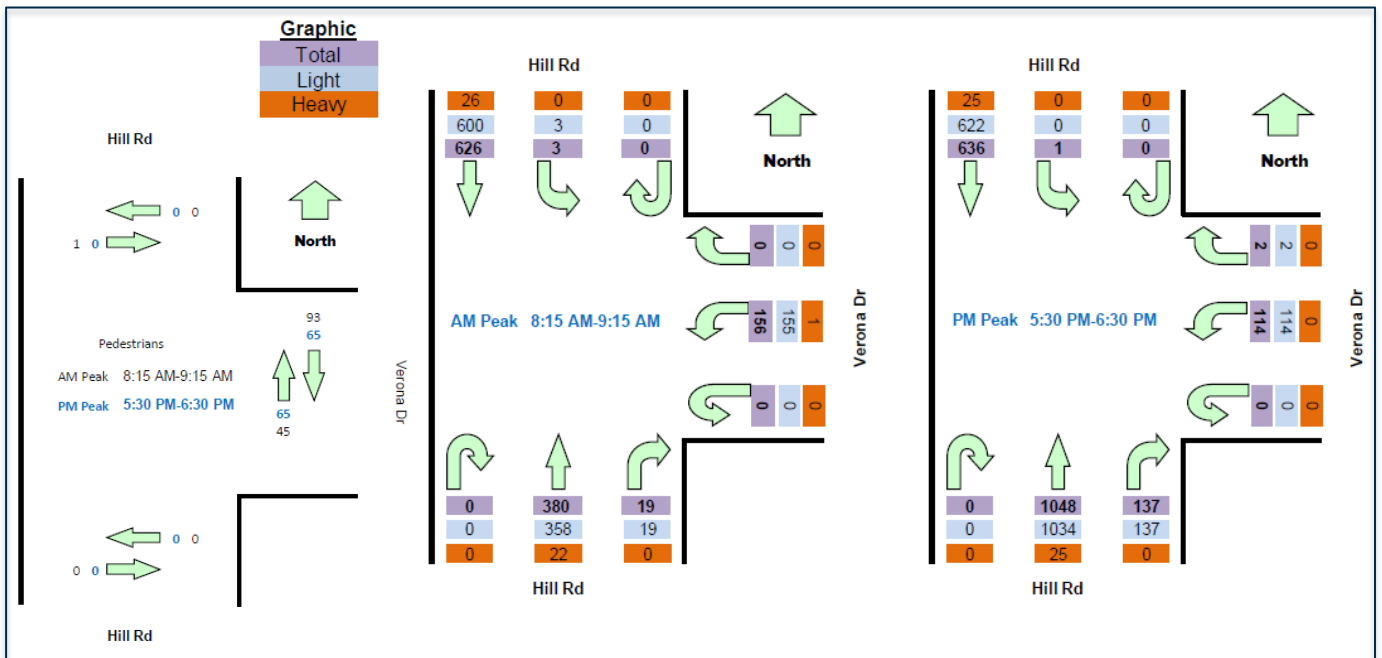 Graphic
Total
Light
Heavy
Hill Rd
0 0
1 0
North
93
65
Pedestrians
AM Peak 8:15 AM-9:15 AM
PM Peak 5:30 PM-6:30 PM
65
45
Verona Dr
0 0
0 0
Hill Rd
Hill Rd
26 0 0
600 3 0
626 3 0
North
0 0 0
AM Peak 8:15 AM-9:15 AM
156 155 1
Verona Dr
0 0 0
0 380 19
0 358 19
0 22 0
Hill Rd
Hill Rd
25 0 0
622 0 0
636 1 0
North
2 2 0
PM Peak 5:30 PM-6:30 PM
114 114 0
Verona Dr
0 0 0
0 1048 137
0 1034 137
0 25 0
Hill Rd